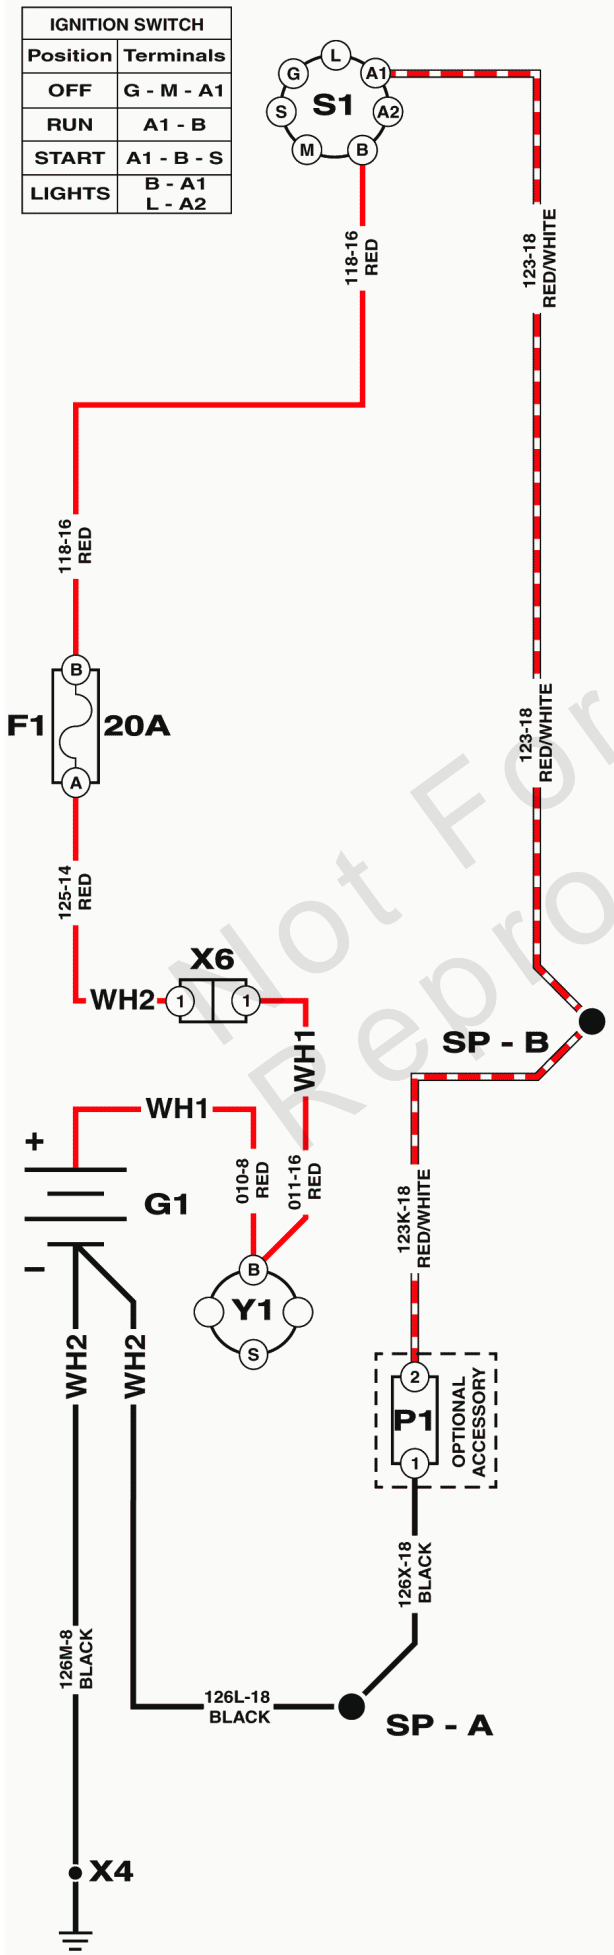 IGNITION SWITCH
Position Terminals
OFF G - M - A1
RUN A1 - B
START A1 - B - S
LIGHTS B - A1
L - A2
L
G A1
S S1 A2
M B
118-16
RED
123-18
RED/WHITE
118-16
RED
B
F1 20A
A
123-18
RED/WHITE
125-14
RED
Not For
Repro
X6
WH2 1 1
SP - B
WH1
WH1
+
G1
−
010-8
RED
011-16
RED
123K-18
RED/WHITE
B
Y1
S
WH2
WH2
2
P1
1
OPTIONAL
ACCESSORY
126X-18
BLACK
126M-8
BLACK
126L-18
BLACK
SP - A
X4